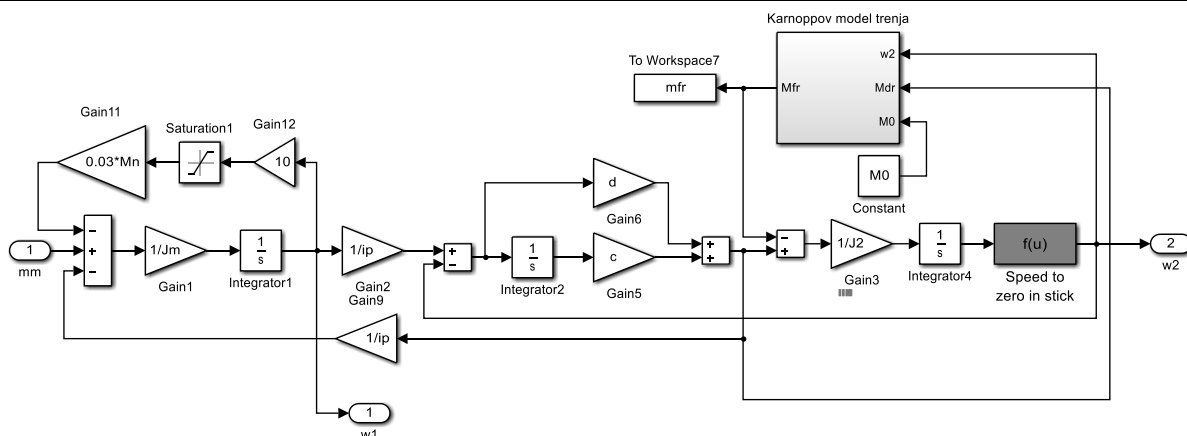 Karnoppov model trenja
To Workspace7
mfr
Mfr
w2
Mdr
M0
M0
Constant
Gain11
0.03*Mn
Saturation1
Gain12
10
1
mm
−
+
−
1/Jm
Gain1
1
s
Integrator1
1/ip
Gain2
+
−
1
s
Integrator2
d
Gain6
c
Gain5
+
+
−
−
1/J2
Gain3
1
s
Integrator4
f(u)
Speed to
zero in stick
2
w2
Gain9
1/ip
1
w1